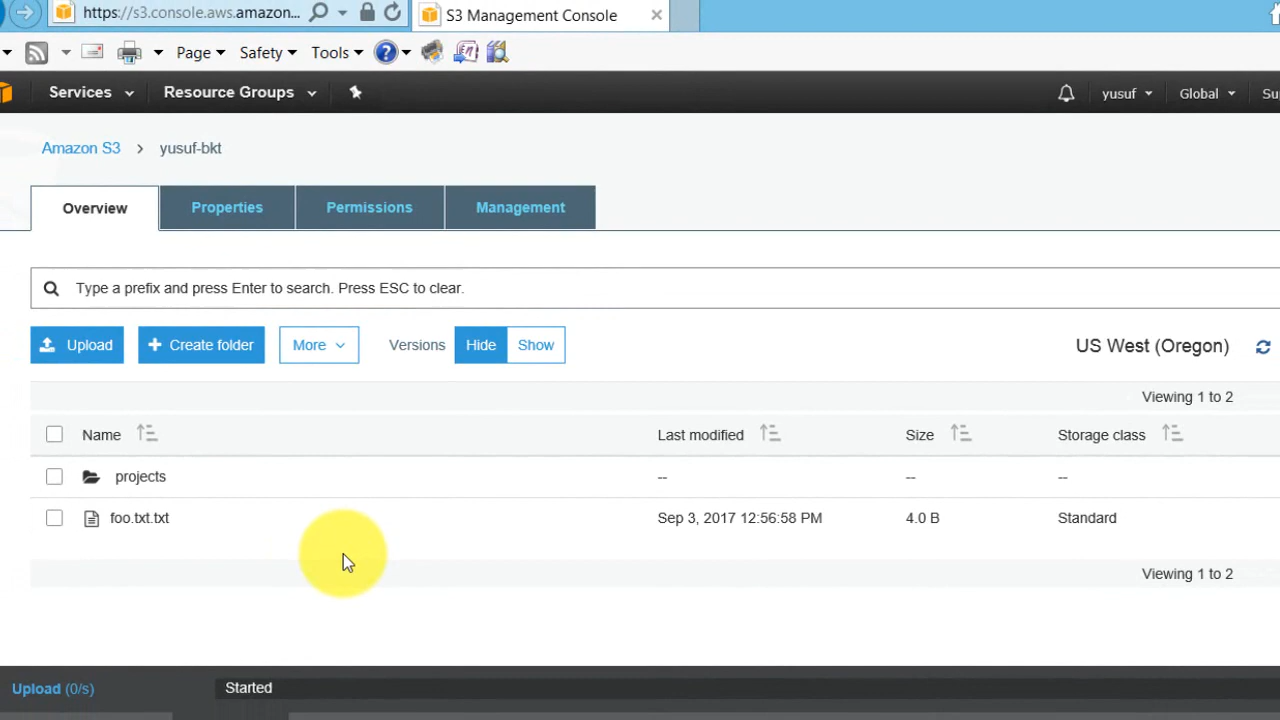 https://s3.console.aws.amazon...
S3 Management Console
Page
Safety
Tools
Services
Resource Groups
yusuf
Global
Su
Amazon S3 > yusuf-bkt
Overview
Properties
Permissions
Management
Type a prefix and press Enter to search. Press ESC to clear.
Upload
Create folder
More
Versions
Hide
Show
US West (Oregon)
Viewing 1 to 2
Name
Last modified
Size
Storage class
projects
--
--
--
foo.txt.txt
Sep 3, 2017 12:56:58 PM
4.0 B
Standard
Viewing 1 to 2
Upload (0/s)
Started